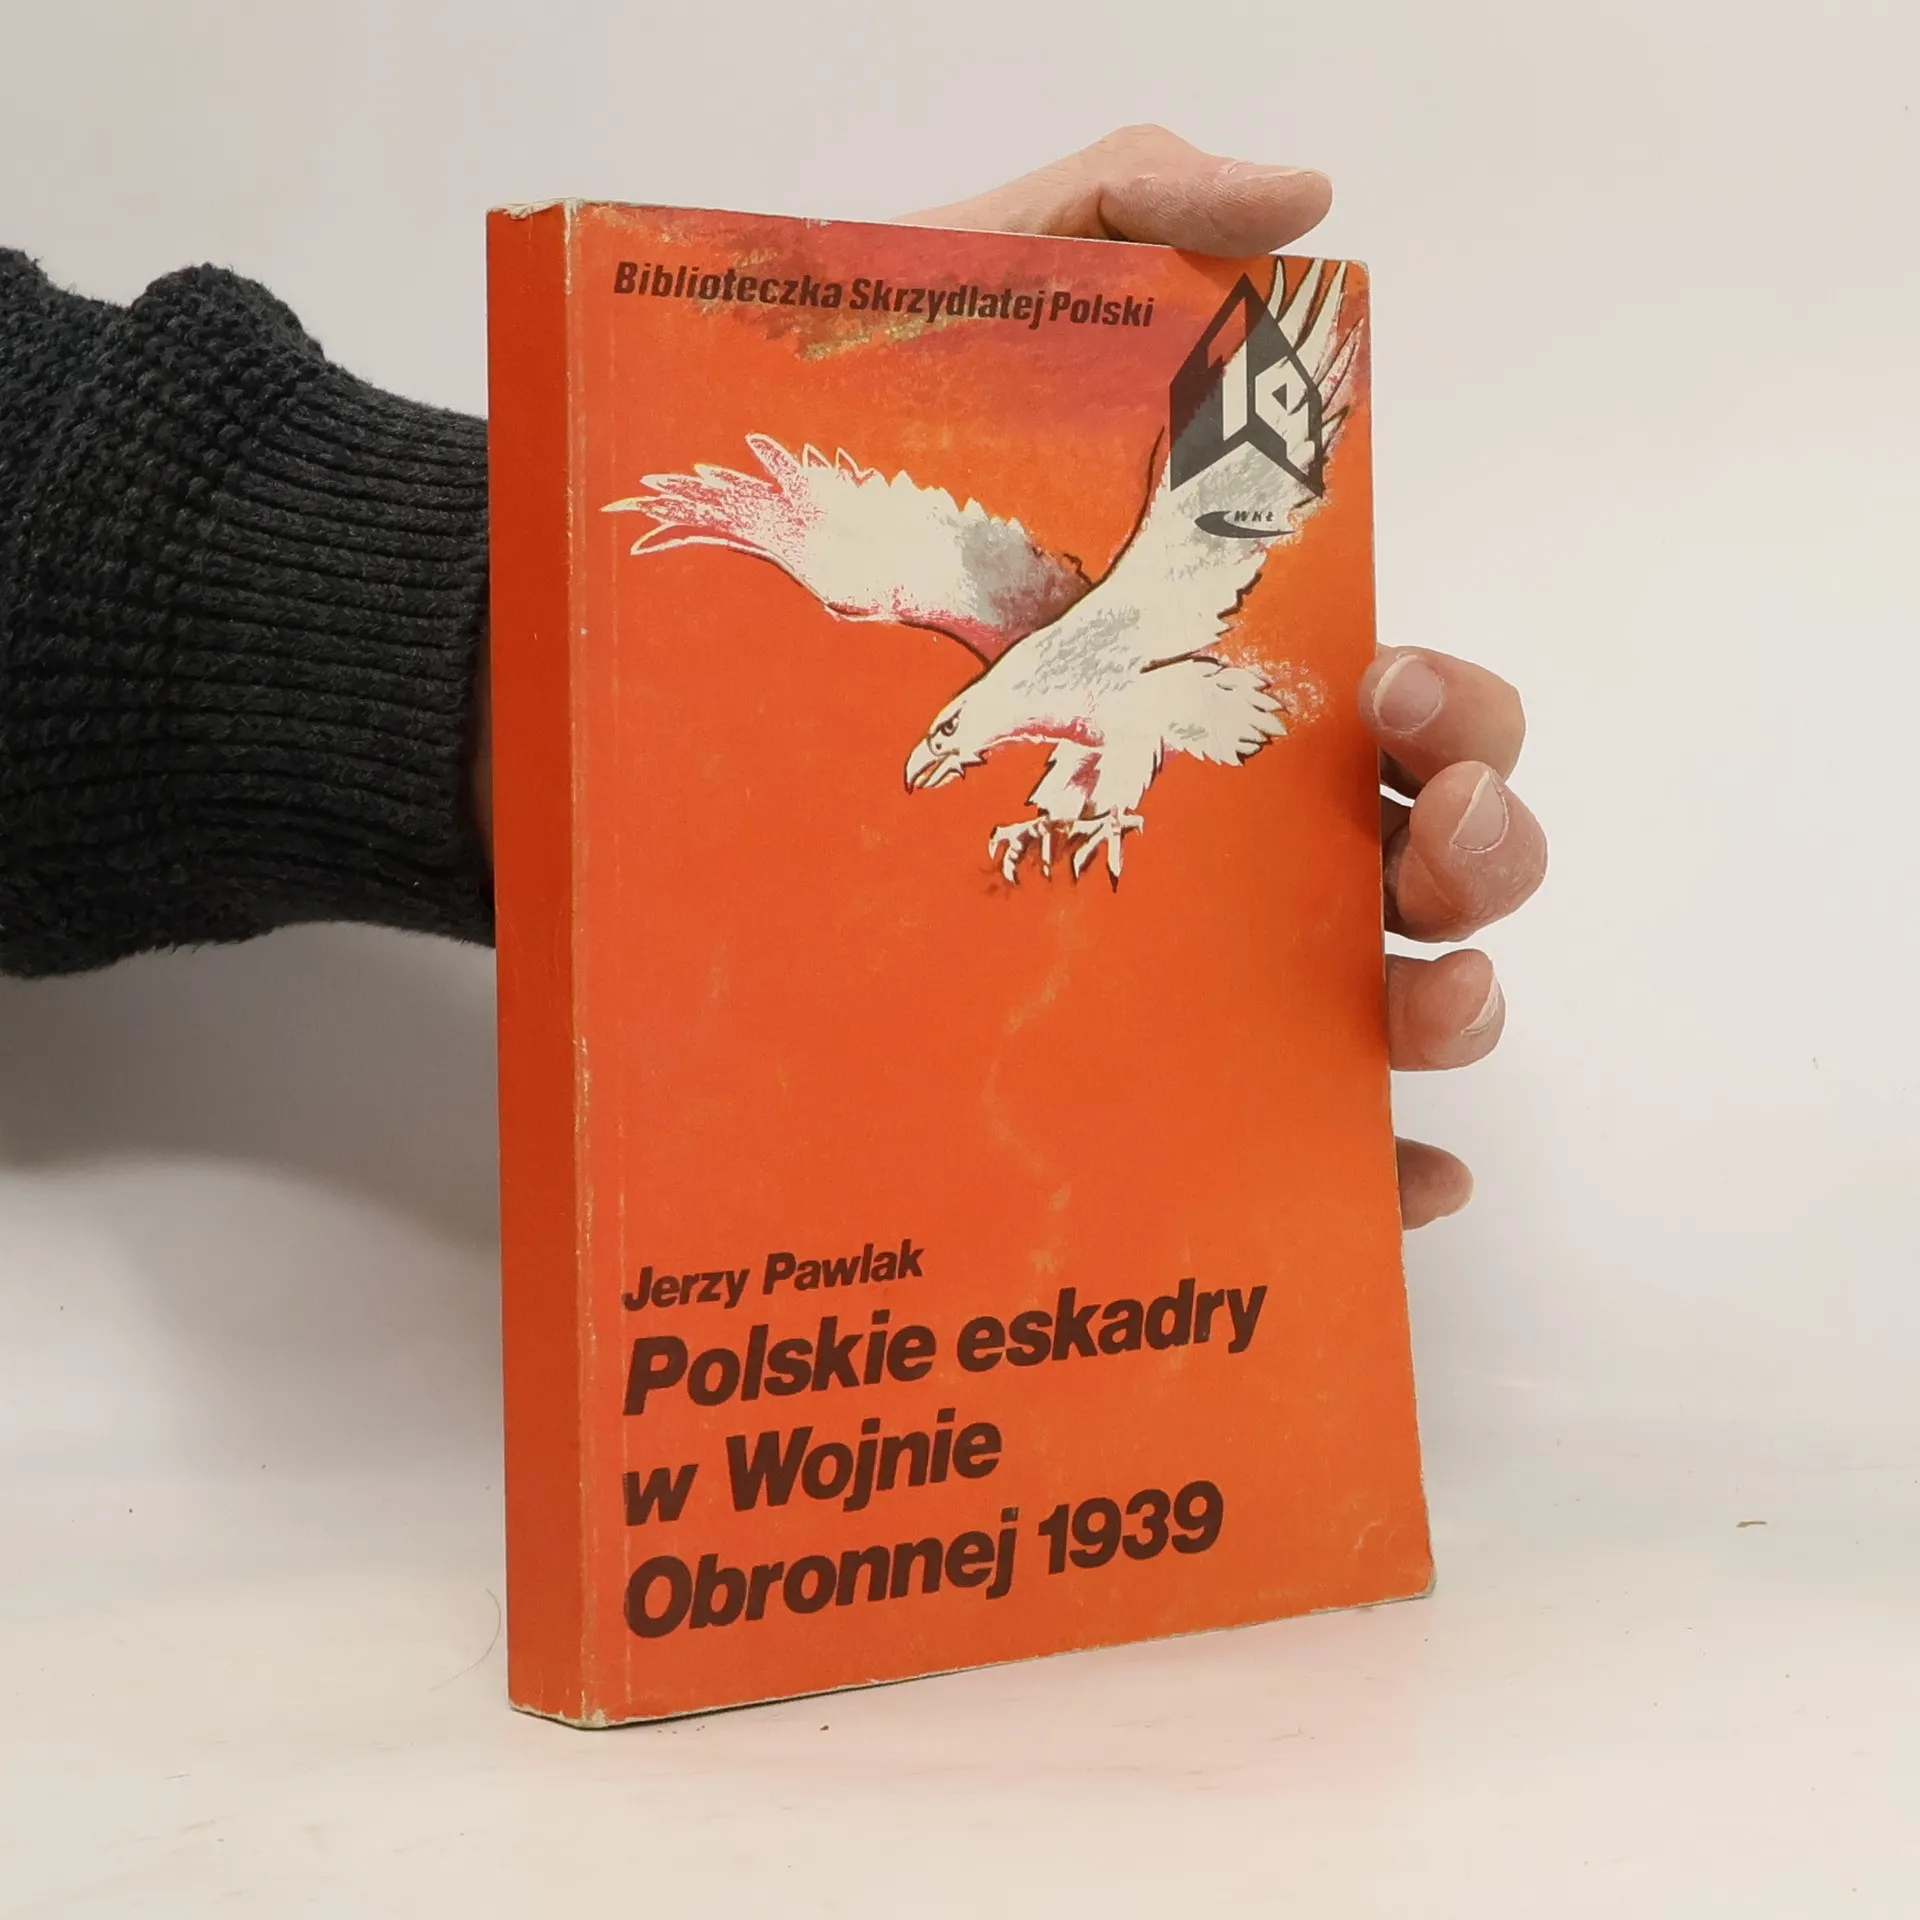 Biblioteczka Skrzydlatej Polski
WKŁ
Jerzy Pawlak
Polskie eskadry
w Wojnie
Obronnej 1939